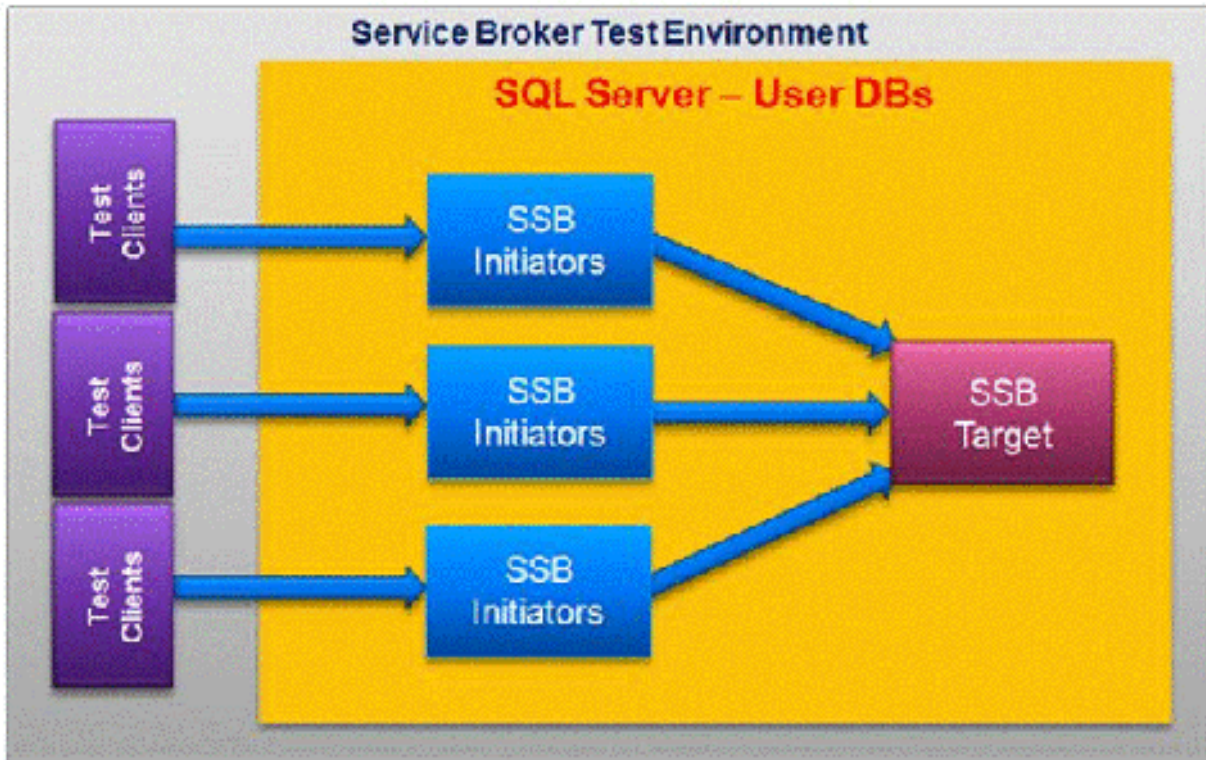 Service Broker Test Environment
SQL Server – User DBs
Test
Clients
SSB
Initiators
Test
Clients
SSB
Initiators
SSB
Target
Test
Clients
SSB
Initiators